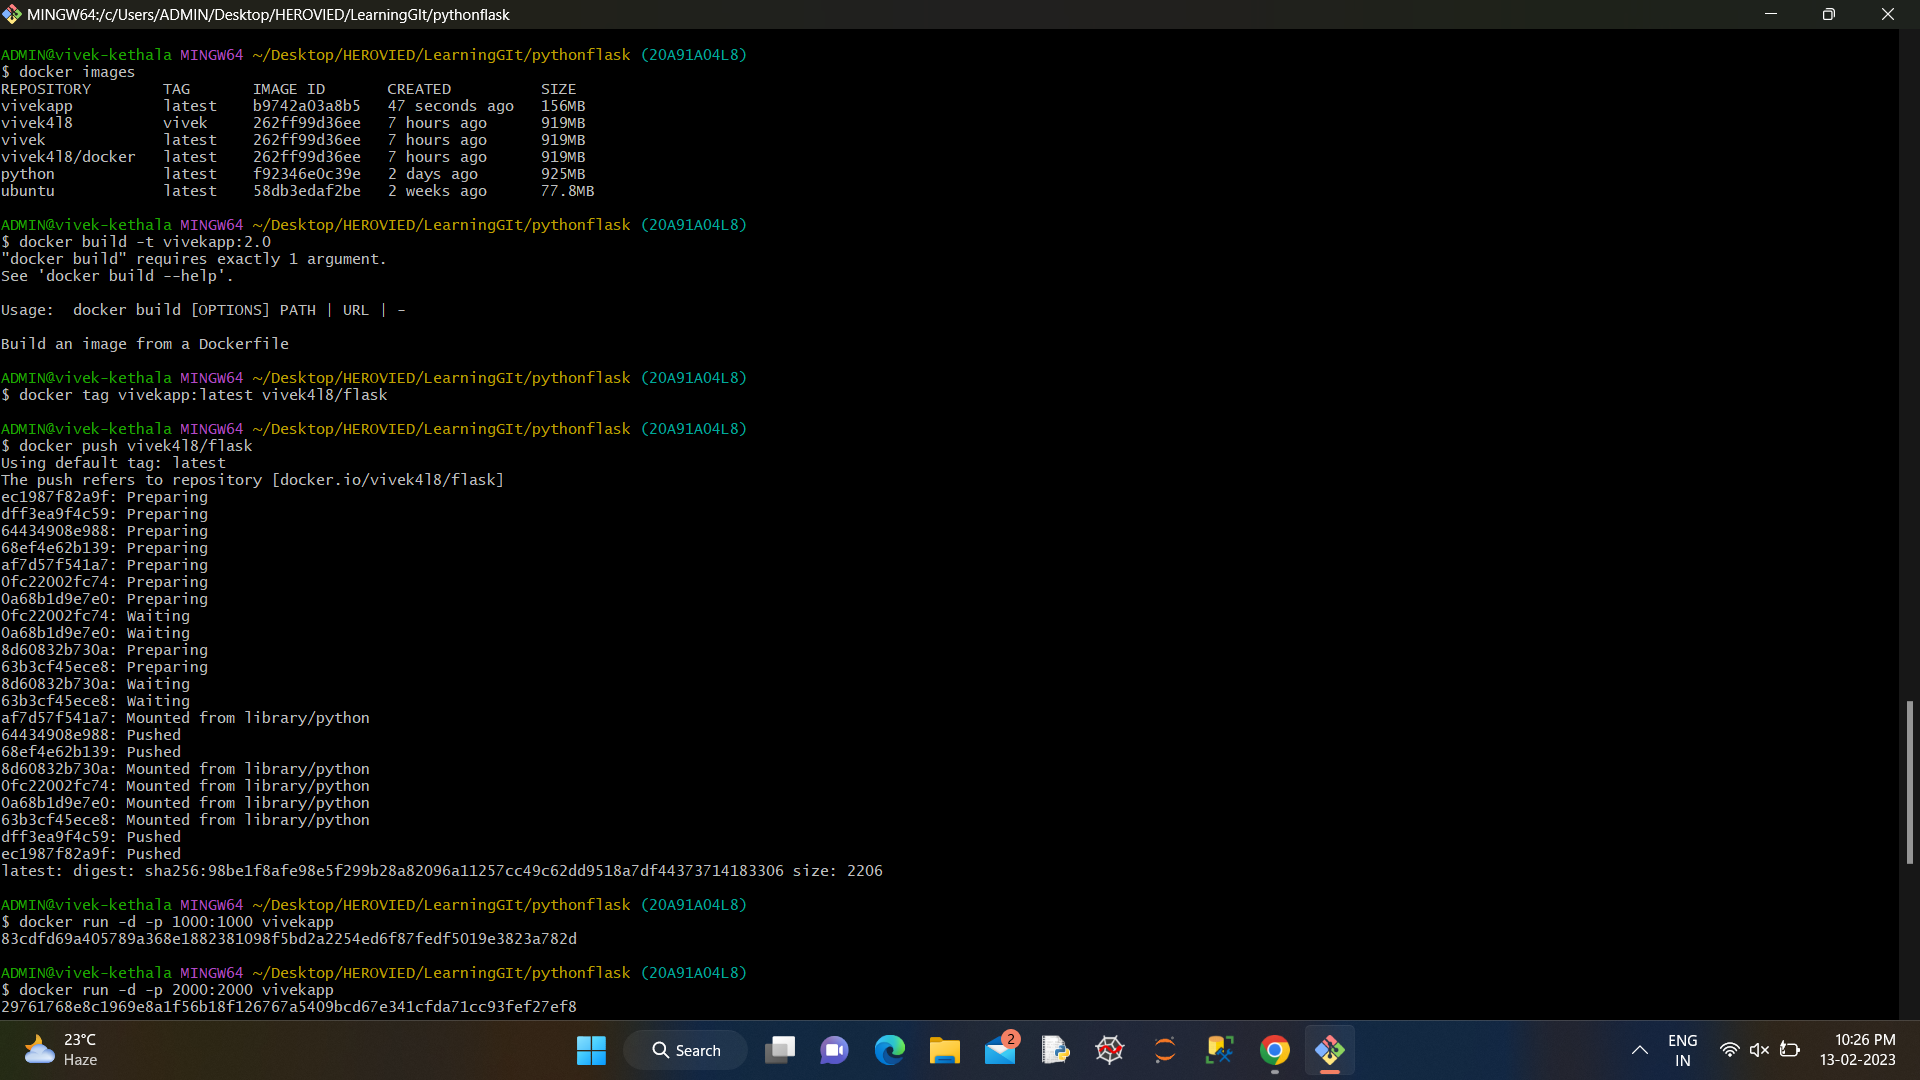 MINGW64:/c/Users/ADMIN/Desktop/HEROVIED/LearningGIt/pythonflask
ADMIN@vivek-kethala MINGW64 ~/Desktop/HEROVIED/LearningGIt/pythonflask (20A91A04L8)
$ docker images
REPOSITORY TAG IMAGE ID CREATED SIZE
vivekapp latest b9742a03a8b5 47 seconds ago 156MB
vivek4l8 vivek 262ff99d36ee 7 hours ago 919MB
vivek latest 262ff99d36ee 7 hours ago 919MB
vivek4l8/docker latest 262ff99d36ee 7 hours ago 919MB
python latest f92346e0c39e 2 days ago 925MB
ubuntu latest 58db3edaf2be 2 weeks ago 77.8MB
ADMIN@vivek-kethala MINGW64 ~/Desktop/HEROVIED/LearningGIt/pythonflask (20A91A04L8)
$ docker build -t vivekapp:2.0
"docker build" requires exactly 1 argument.
See 'docker build --help'.
Usage:  docker build [OPTIONS] PATH | URL | -
Build an image from a Dockerfile
ADMIN@vivek-kethala MINGW64 ~/Desktop/HEROVIED/LearningGIt/pythonflask (20A91A04L8)
$ docker tag vivekapp:latest vivek4l8/flask
ADMIN@vivek-kethala MINGW64 ~/Desktop/HEROVIED/LearningGIt/pythonflask (20A91A04L8)
$ docker push vivek4l8/flask
Using default tag: latest
The push refers to repository [docker.io/vivek4l8/flask]
ec1987f82a9f: Preparing
dff3ea9f4c59: Preparing
64434908e988: Preparing
68ef4e62b139: Preparing
af7d57f541a7: Preparing
0fc22002fc74: Preparing
0a68b1d9e7e0: Preparing
0fc22002fc74: Waiting
0a68b1d9e7e0: Waiting
8d60832b730a: Preparing
63b3cf45ece8: Preparing
8d60832b730a: Waiting
63b3cf45ece8: Waiting
af7d57f541a7: Mounted from library/python
64434908e988: Pushed
68ef4e62b139: Pushed
8d60832b730a: Mounted from library/python
0fc22002fc74: Mounted from library/python
0a68b1d9e7e0: Mounted from library/python
63b3cf45ece8: Mounted from library/python
dff3ea9f4c59: Pushed
ec1987f82a9f: Pushed
latest: digest: sha256:98be1f8afe98e5f299b28a82096a11257cc49c62dd9518a7df44373714183306 size: 2206
ADMIN@vivek-kethala MINGW64 ~/Desktop/HEROVIED/LearningGIt/pythonflask (20A91A04L8)
$ docker run -d -p 1000:1000 vivekapp
83cdfd69a405789a368e1882381098f5bd2a2254ed6f87fedf5019e3823a782d
ADMIN@vivek-kethala MINGW64 ~/Desktop/HEROVIED/LearningGIt/pythonflask (20A91A04L8)
$ docker run -d -p 2000:2000 vivekapp
29761768e8c1969e8a1f56b18f126767a5409bcd67e341cfda71cc93fef27ef8
23°C
Haze
Search
2
ENG
IN
10:26 PM
13-02-2023